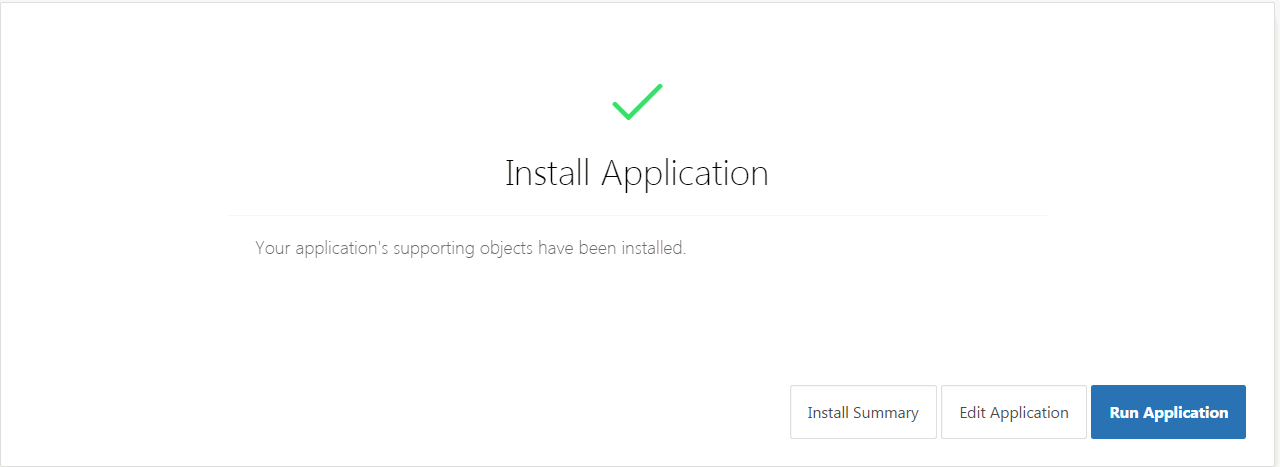 Install Application
Your application's supporting objects have been installed.
Install Summary
Edit Application
Run Application